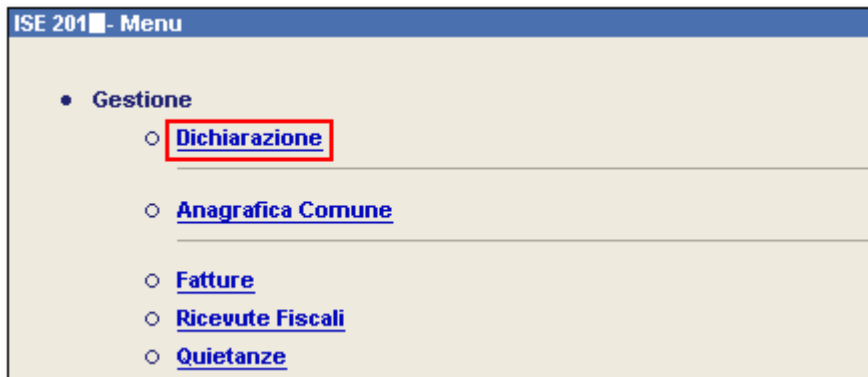 ISE 201 - Menu
Gestione
Dichiarazione
Anagrafica Comune
Fatture
Ricevute Fiscali
Quietanze